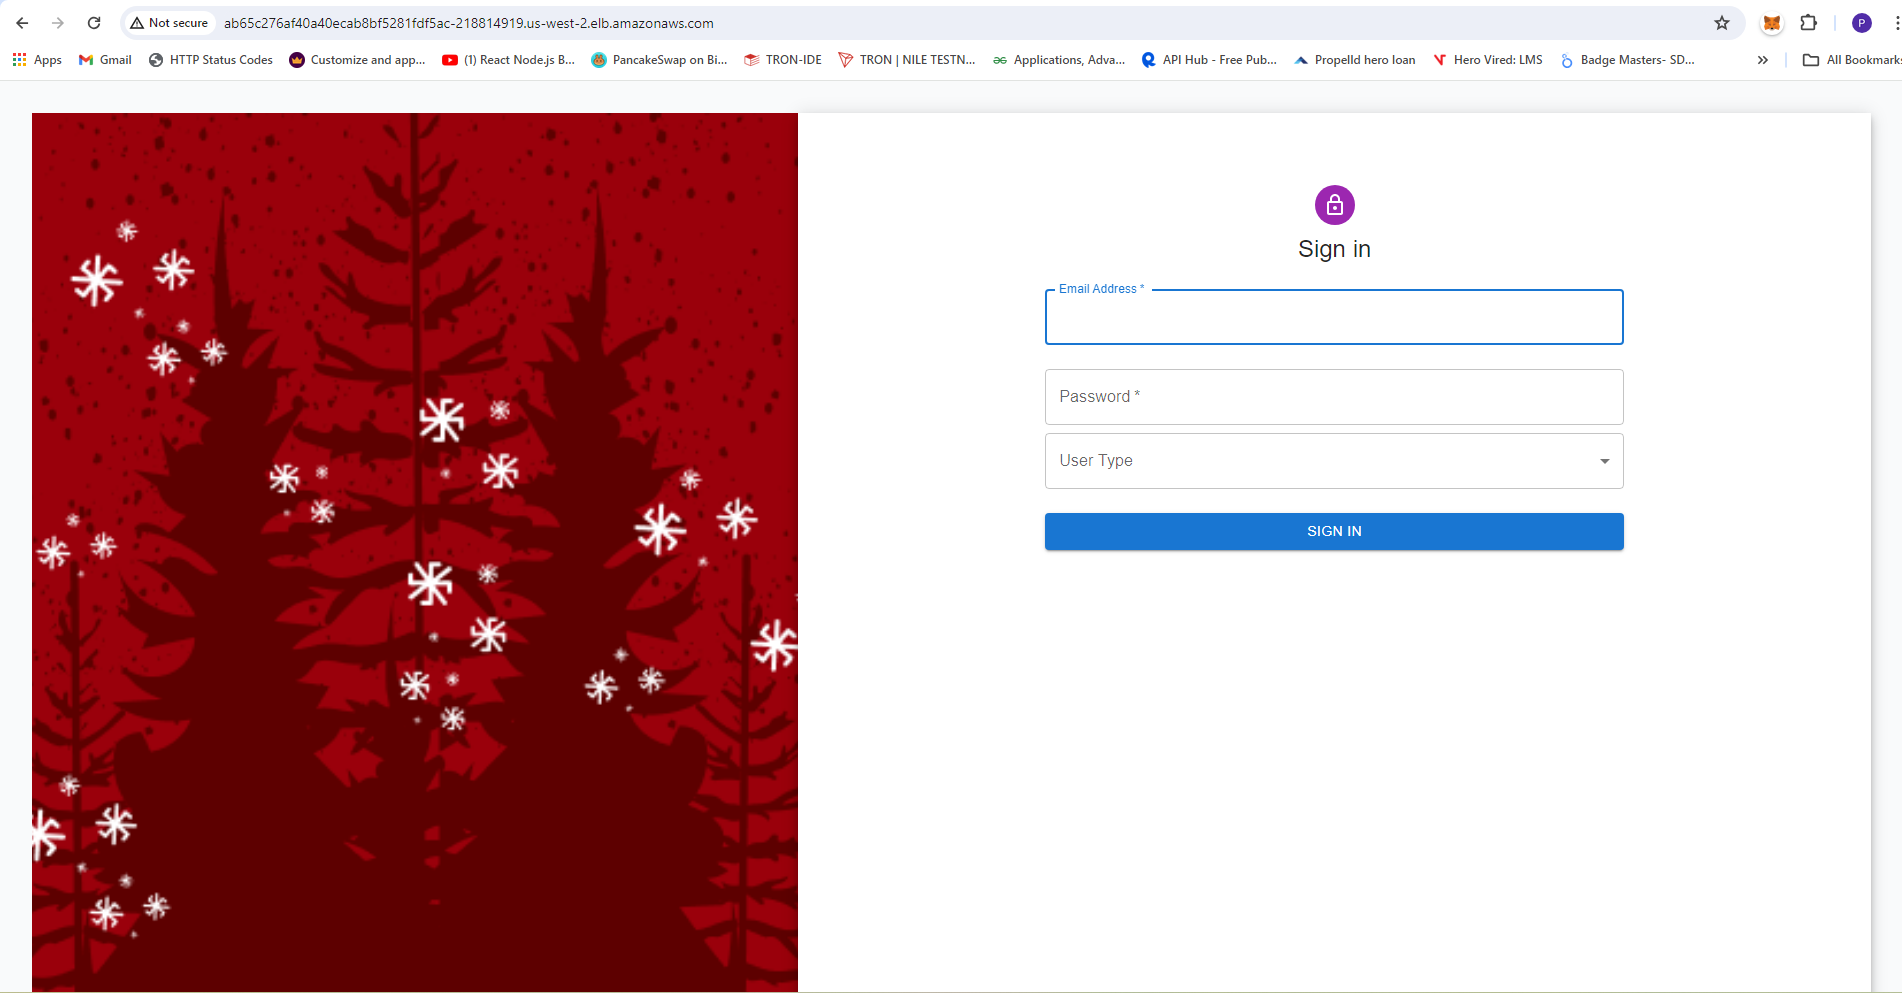 Not secure ab65c276af40a40ecab8bf5281fdf5ac-218814919.us-west-2.elb.amazonaws.com P
Apps Gmail HTTP Status Codes Customize and app... (1) React Node.js B... PancakeSwap on Bi... TRON-IDE TRON | NILE TESTN... Applications, Adva... API Hub - Free Pub... Propelld hero loan Hero Vired: LMS Badge Masters- SD... » All Bookmarks
Sign in
Email Address *
Password *
User Type
SIGN IN